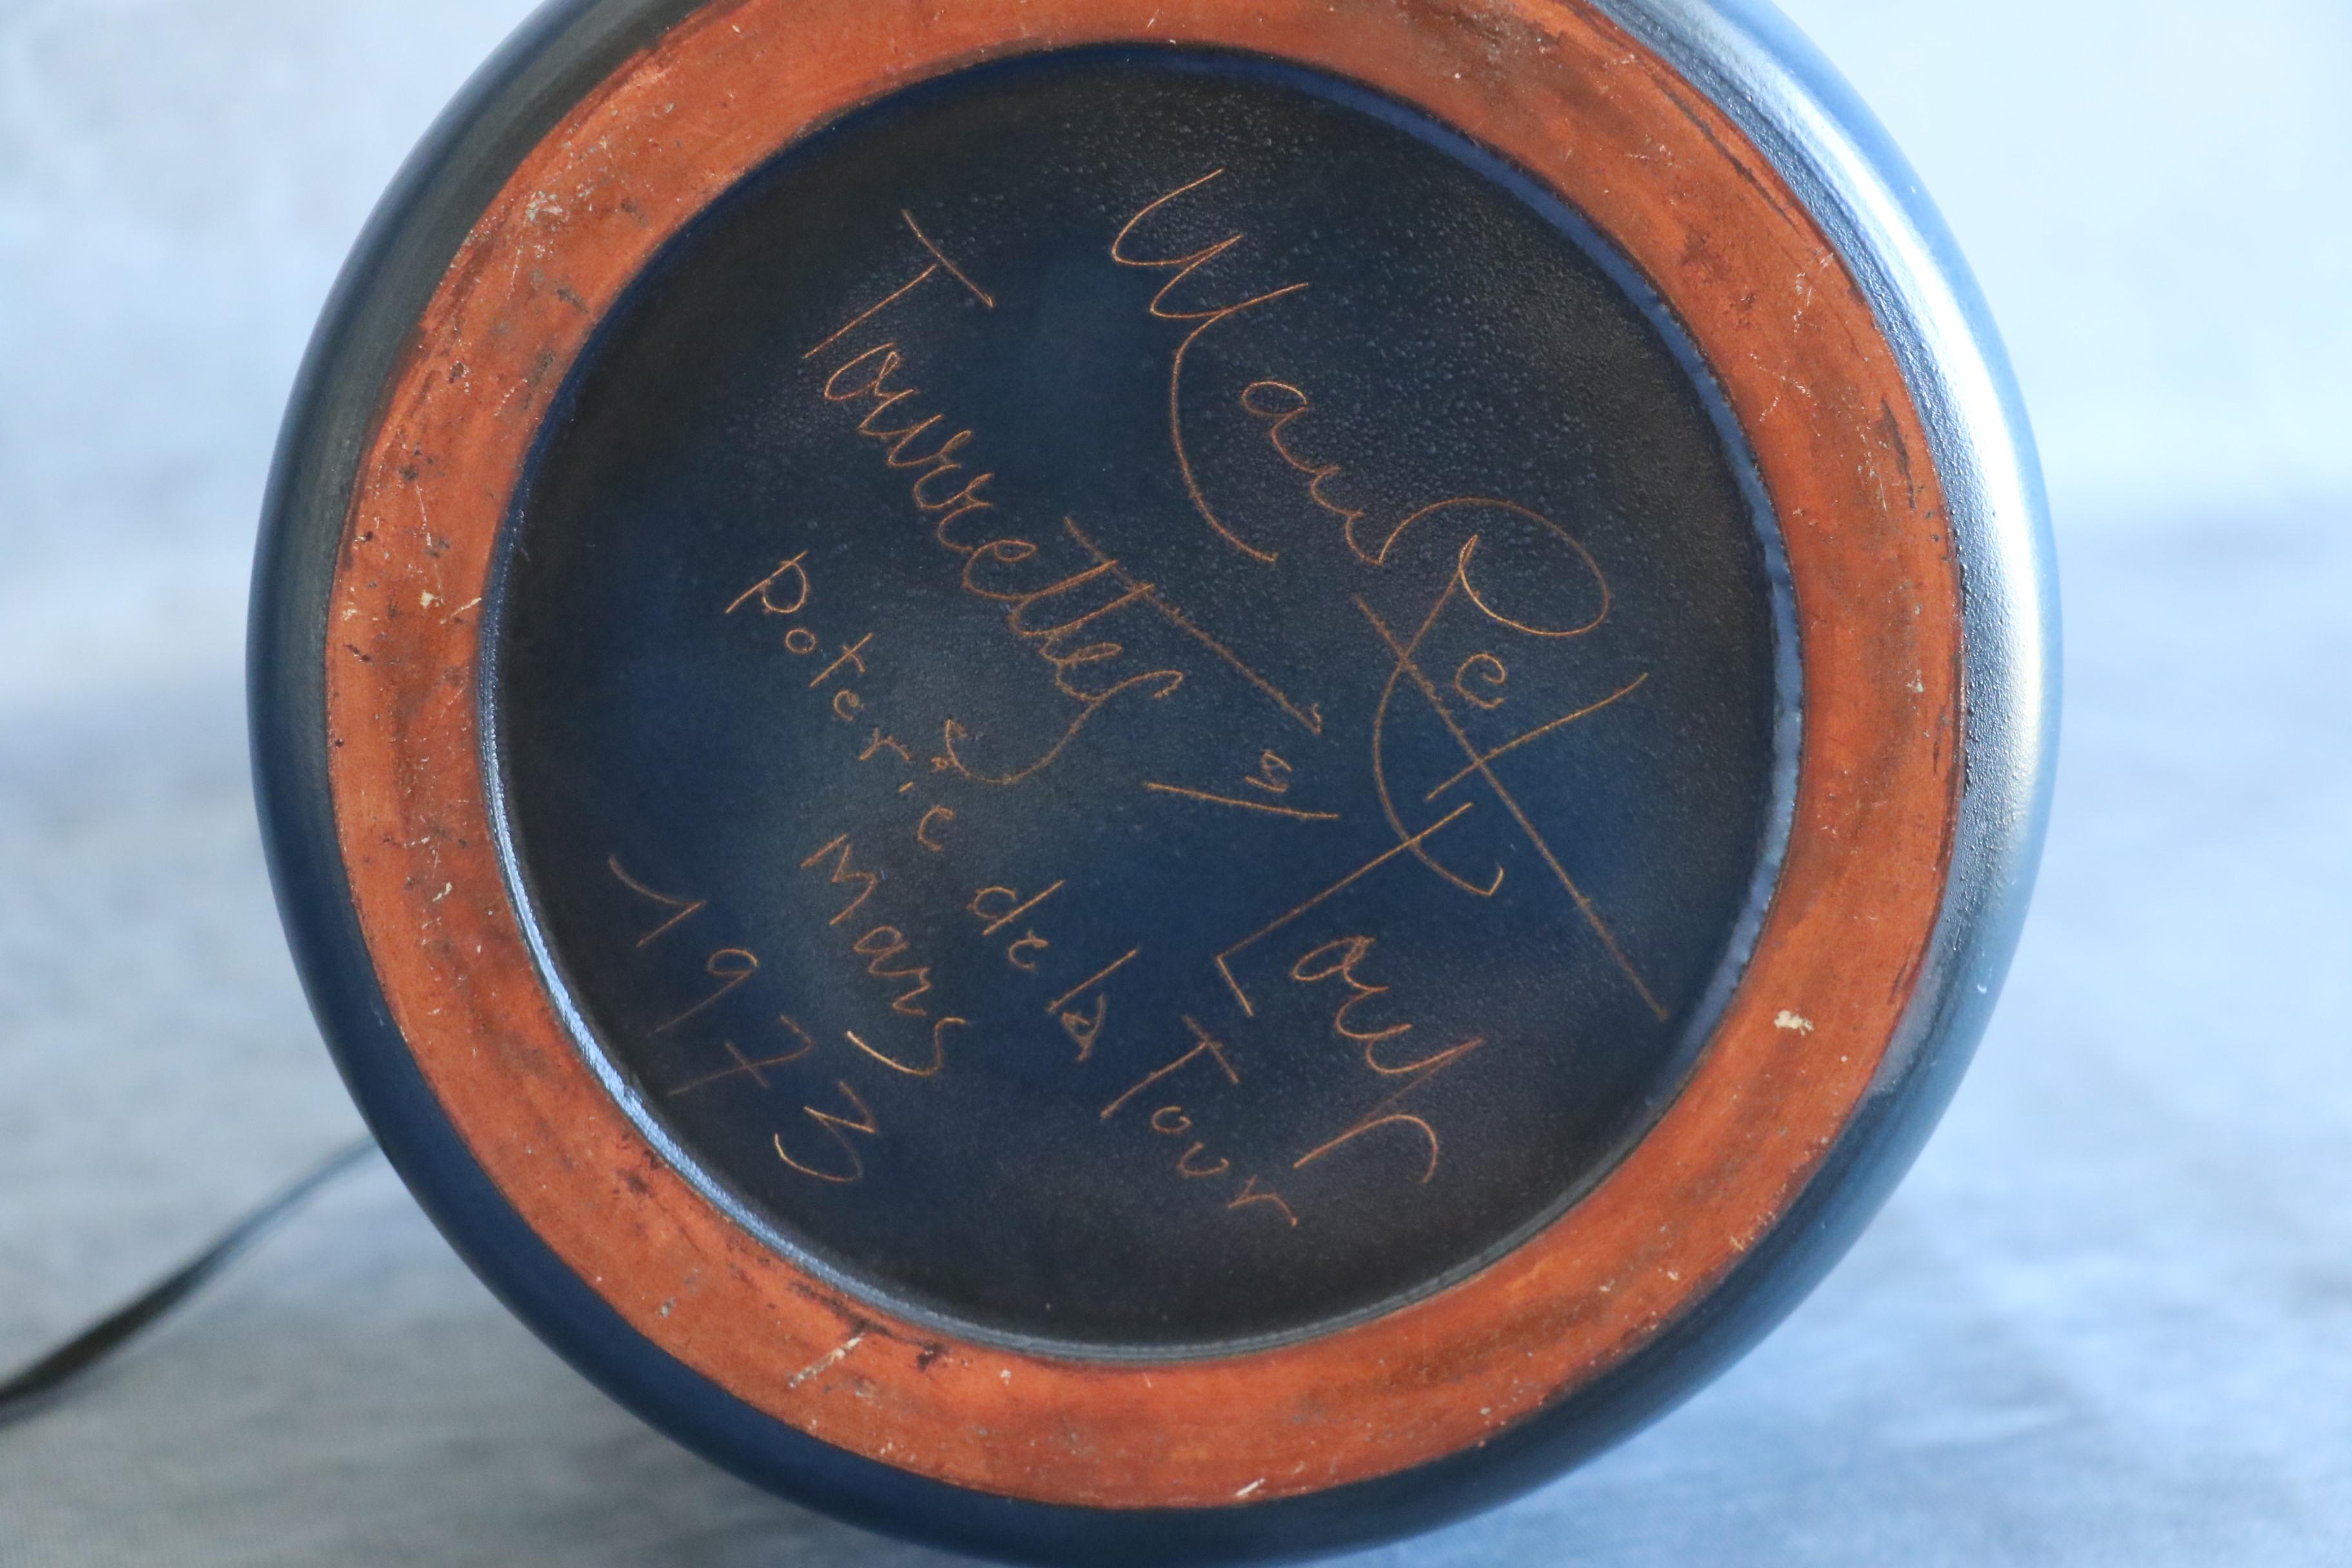 Tourrettes
s/
Loup
Poterie de la Tour
Mars
1973